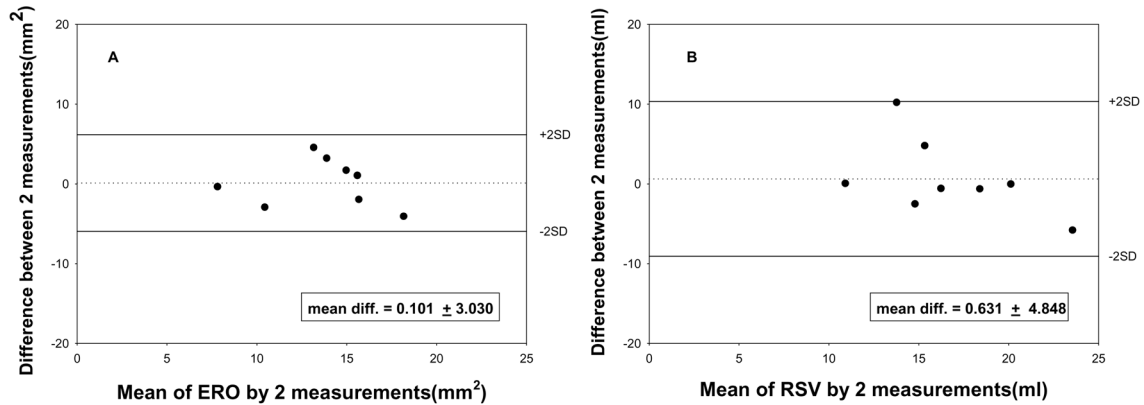 Difference between 2 measurements(mm²)
20
10
0
-10
-20
A
+2SD
-2SD
mean diff. = 0.101 ± 3.030
0 5 10 15 20 25
Mean of ERO by 2 measurements(mm²)
Difference between 2 measurements(ml)
20
10
0
-10
-20
B
+2SD
-2SD
mean diff. = 0.631 ± 4.848
0 5 10 15 20 25
Mean of RSV by 2 measurements(ml)